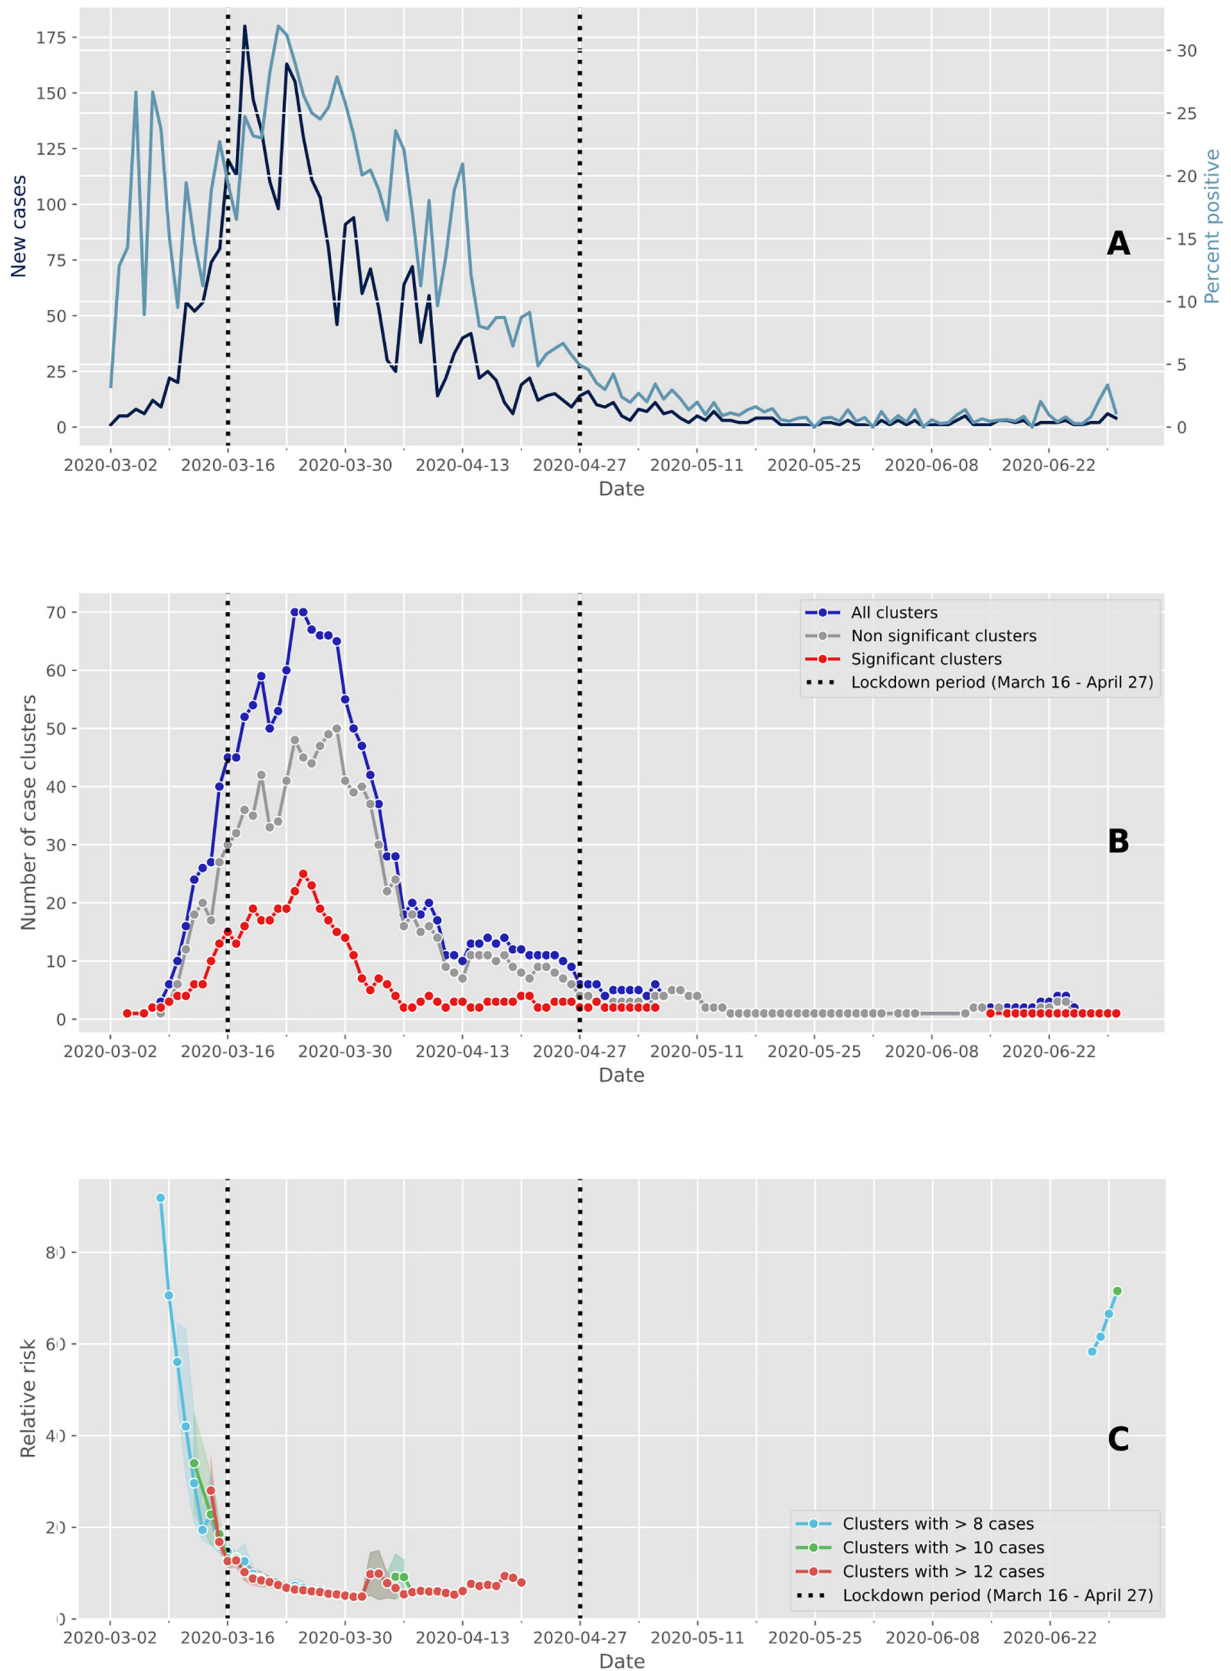 175
150
125
100
75
50
25
0
New cases
30
25
20
15
10
5
0
Percent positive
A
2020-03-02 2020-03-16 2020-03-30 2020-04-13 2020-04-27 2020-05-11 2020-05-25 2020-06-08 2020-06-22
Date
70
60
50
40
30
20
10
0
Number of case clusters
All clusters
Non significant clusters
Significant clusters
Lockdown period (March 16 - April 27)
B
2020-03-02 2020-03-16 2020-03-30 2020-04-13 2020-04-27 2020-05-11 2020-05-25 2020-06-08 2020-06-22
Date
80
60
40
20
0
Relative risk
C
Clusters with > 8 cases
Clusters with > 10 cases
Clusters with > 12 cases
Lockdown period (March 16 - April 27)
2020-03-02 2020-03-16 2020-03-30 2020-04-13 2020-04-27 2020-05-11 2020-05-25 2020-06-08 2020-06-22
Date